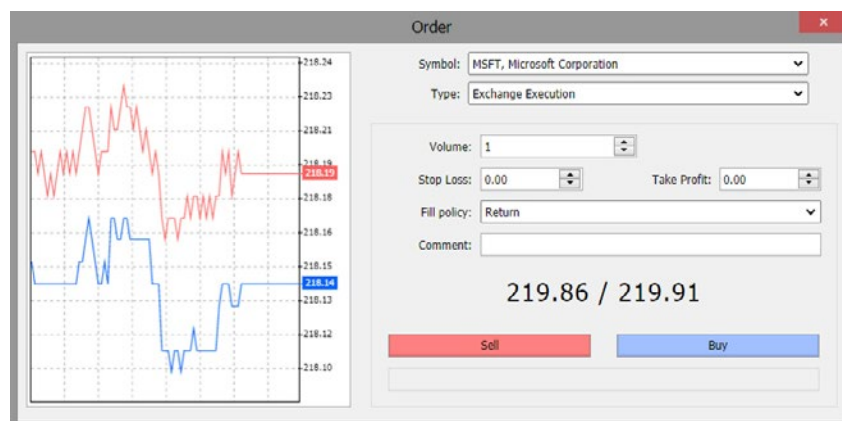 Order
×
218.24
218.23
218.21
218.19
218.19
218.18
218.16
218.15
218.14
218.13
218.12
218.10
Symbol: MSFT, Microsoft Corporation
Type: Exchange Execution
Volume: 1
Stop Loss: 0.00 Take Profit: 0.00
Fill policy: Return
Comment:
219.86 / 219.91
Sell Buy